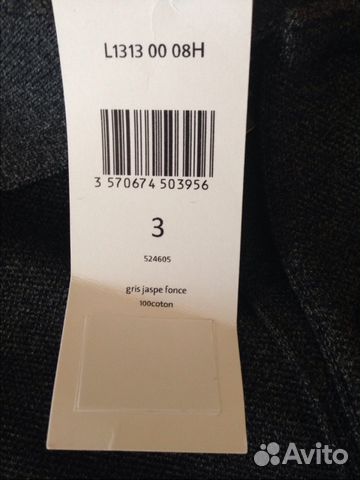 L1313 00 08H
3 570674 503956
3
524605
gris jaspe fonce
100coton
Avito